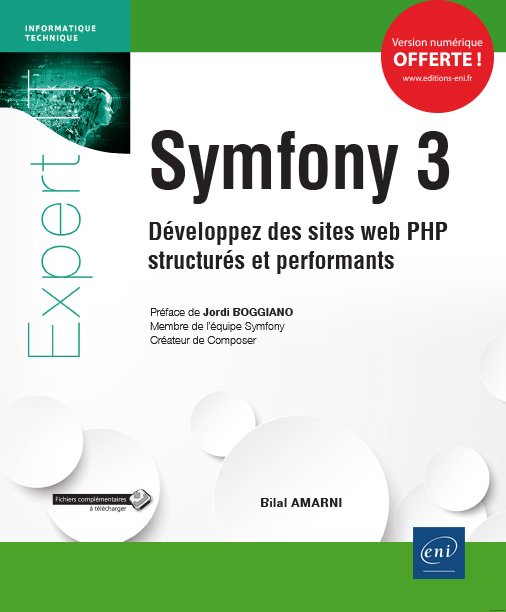 INFORMATIQUE
TECHNIQUE
Version numérique
OFFERTE !
www.editions-eni.fr
Expert IT
Symfony 3
Développez des sites web PHP
structurés et performants
Préface de Jordi BOGGIANO
Membre de l'équipe Symfony
Créateur de Composer
Fichiers complémentaires
à télécharger
Bilal AMARNI
eni